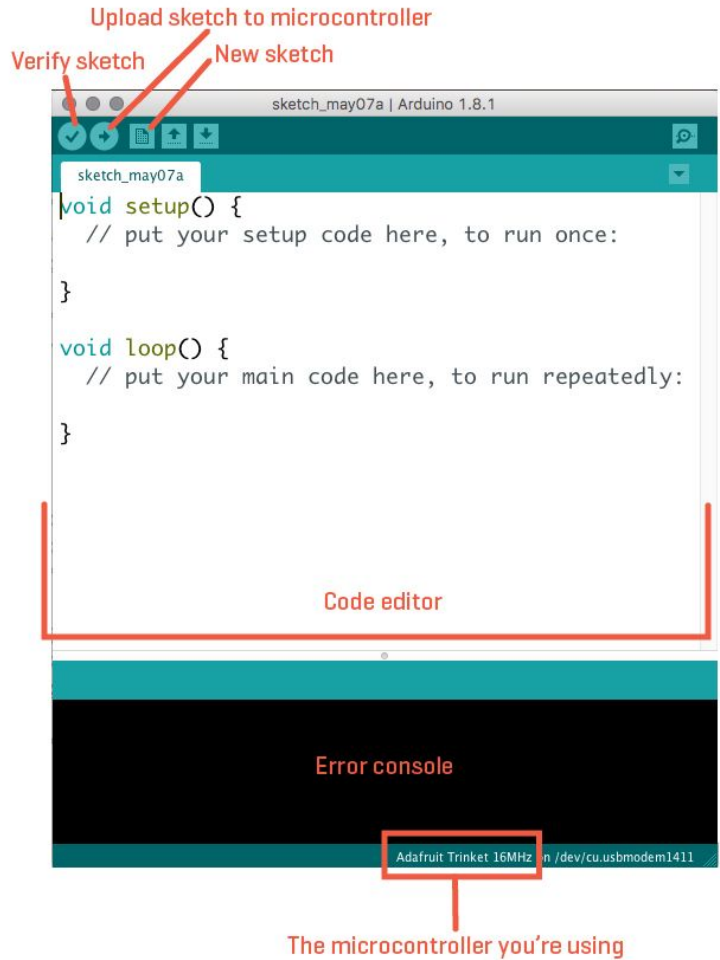 Upload sketch to microcontroller
Verify sketch
New sketch
sketch_may07a | Arduino 1.8.1
sketch_may07a
void setup() {
// put your setup code here, to run once:
}
void loop() {
// put your main code here, to run repeatedly:
}
Code editor
Error console
Adafruit Trinket 16MHz on /dev/cu.usbmodem1411
The microcontroller you're using